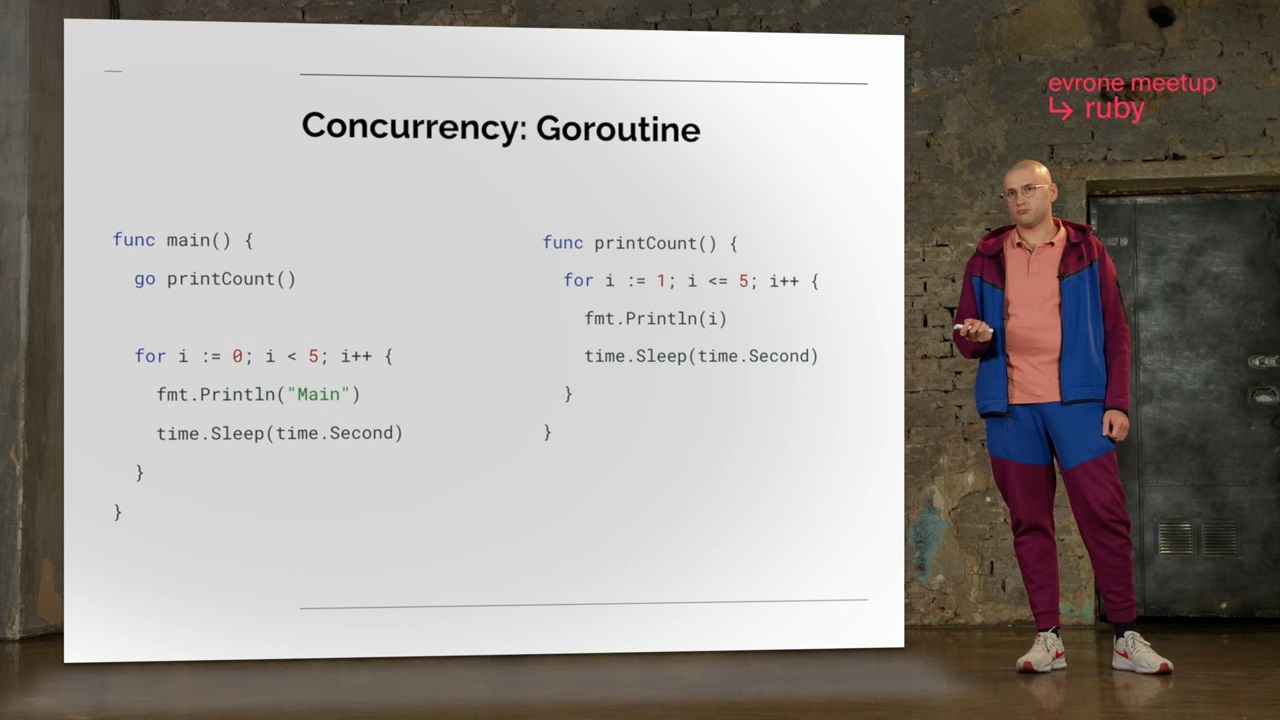 Concurrency: Goroutine
func main() {
go printCount()
for i := 0; i < 5; i++ {
fmt.Println("Main")
time.Sleep(time.Second)
}
}
func printCount() {
for i := 1; i <= 5; i++ {
fmt.Println(i)
time.Sleep(time.Second)
}
}
evrone meetup
↳ ruby